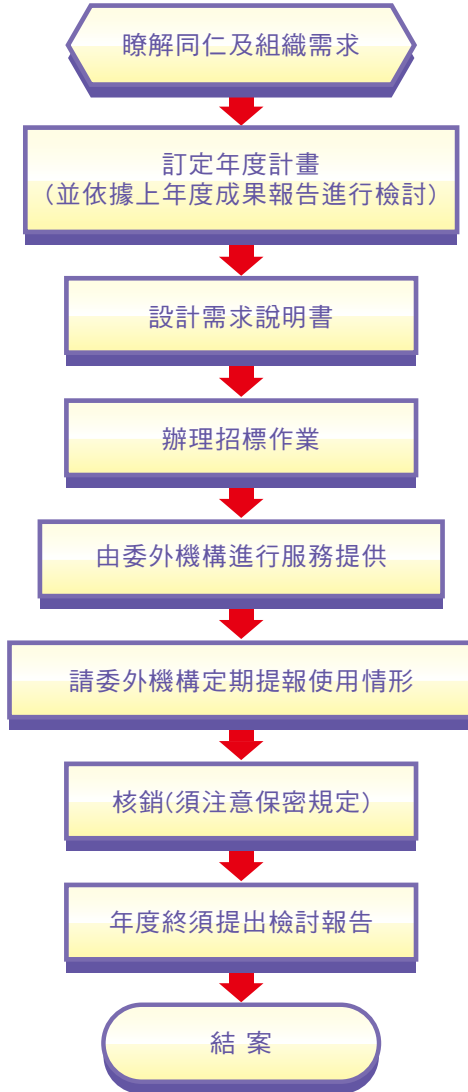 瞭解同仁及組織需求
訂定年度計畫
(並依據上年度成果報告進行檢討)
設計需求說明書
辦理招標作業
由委外機構進行服務提供
請委外機構定期提報使用情形
核銷(須注意保密規定)
年度終須提出檢討報告
結 案